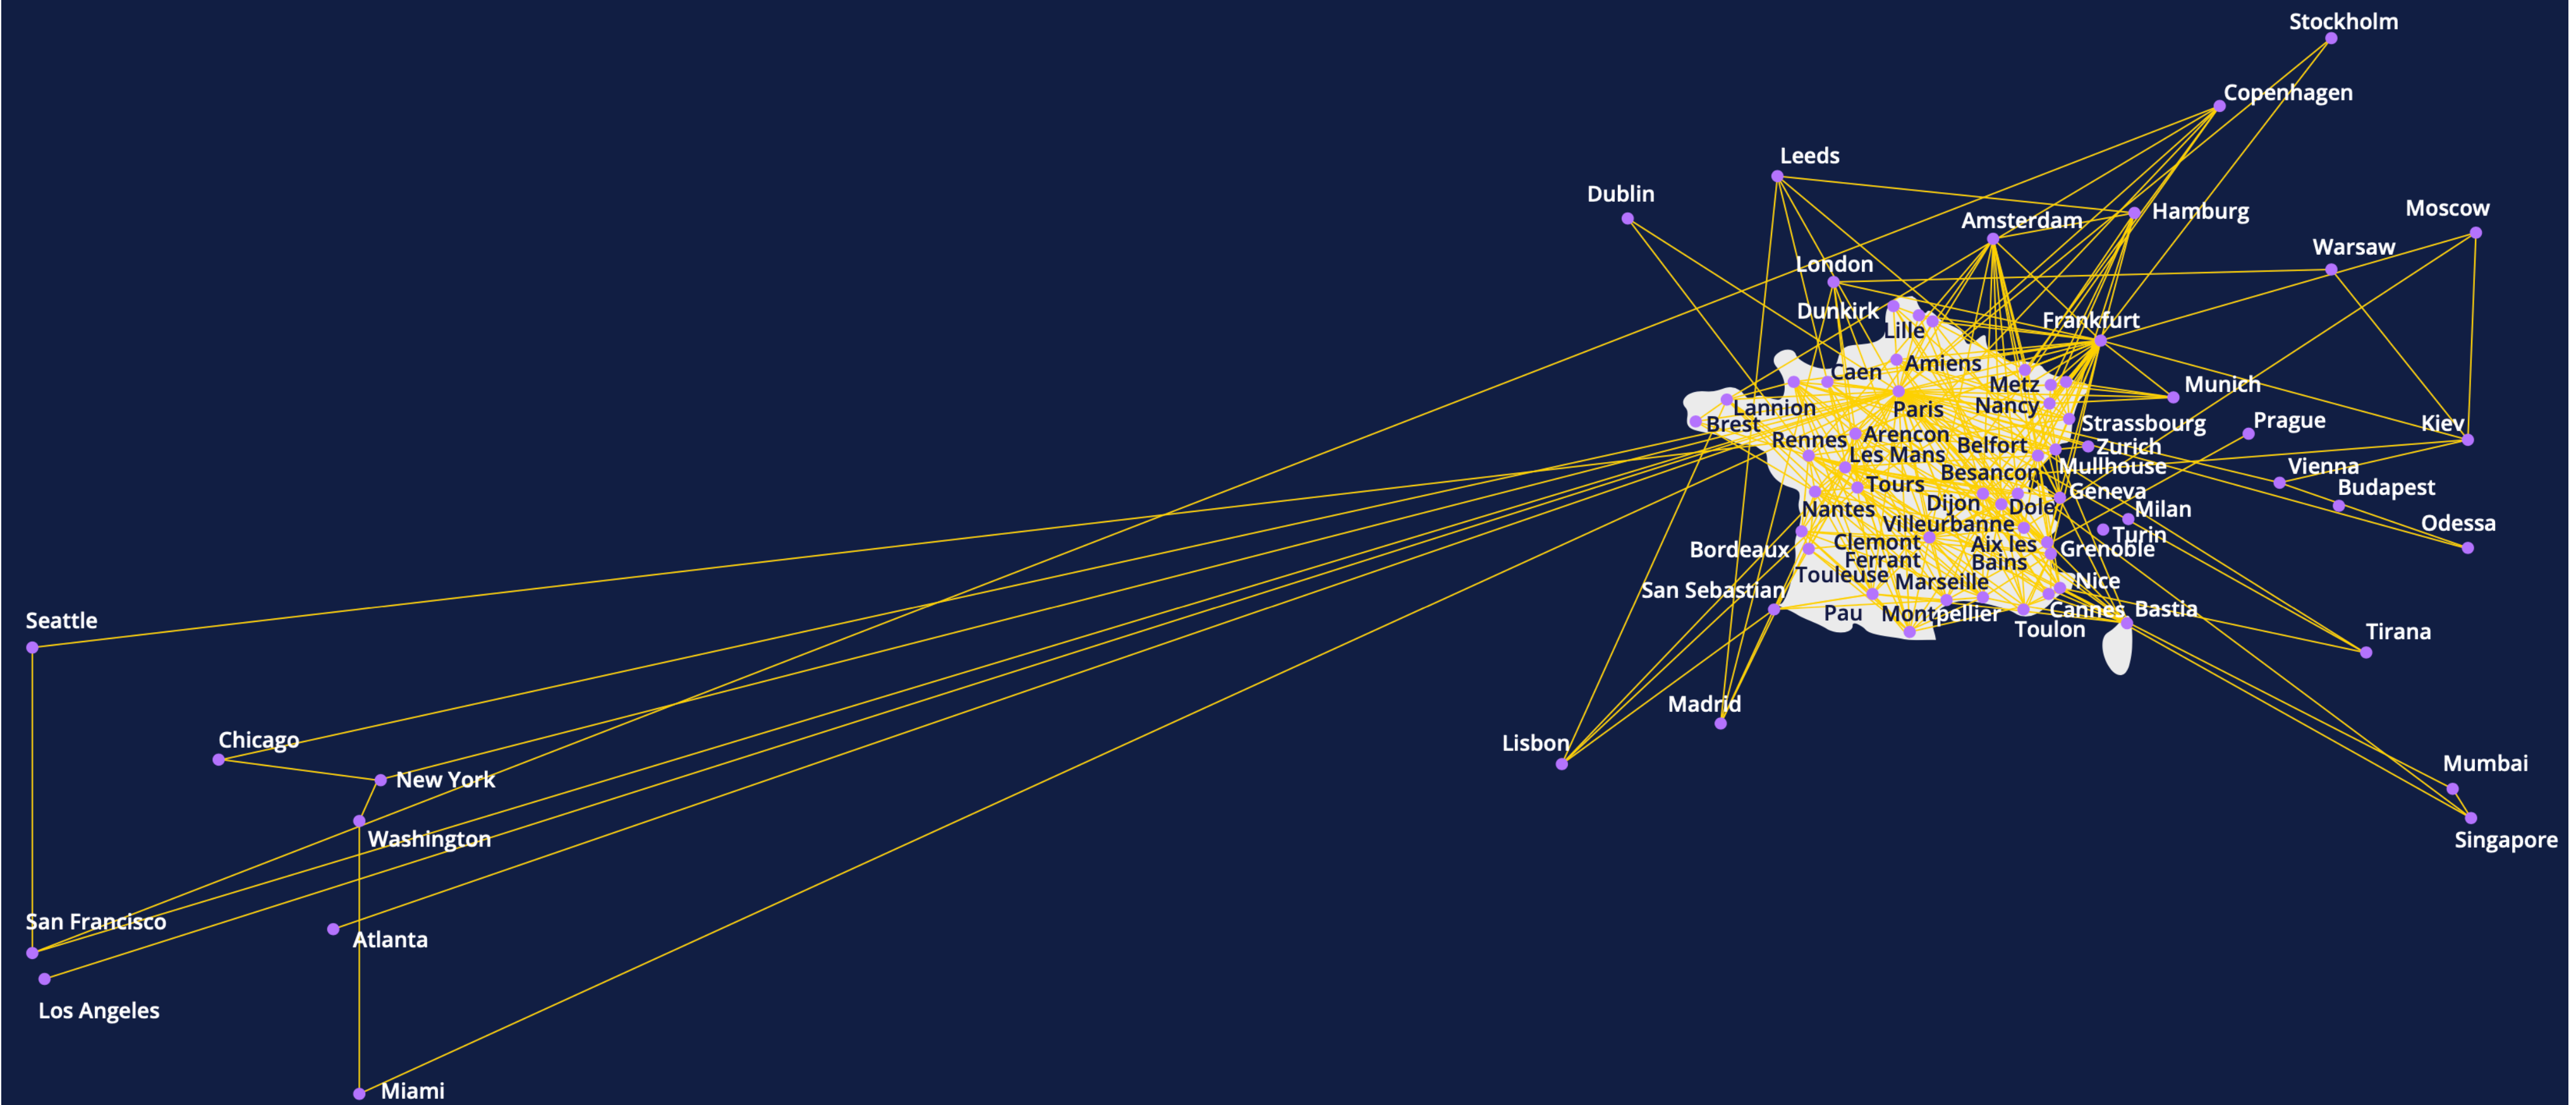 Stockholm
Copenhagen
Leeds
Dublin
Amsterdam
Hamburg
Moscow
Warsaw
London
Dunkirk
Frankfurt
Lille
Amiens
Caen
Metz
Munich
Lannion
Paris
Nancy
Brest
Strassbourg
Prague
Kiev
Rennes
Arencon
Belfort
Zurich
Les Mans
Mullhouse
Vienna
Besancon
Tours
Geneva
Budapest
Nantes
Dijon
Dole
Milan
Villeurbanne
Odessa
Turin
Bordeaux
Clemont
Ferrant
Aix les
Bains
Grenoble
Touleuse
Marseille
Nice
San Sebastian
Pau
Montpellier
Cannes
Bastia
Toulon
Tirana
Seattle
Madrid
Chicago
Lisbon
New York
Mumbai
Washington
Singapore
San Francisco
Atlanta
Los Angeles
Miami